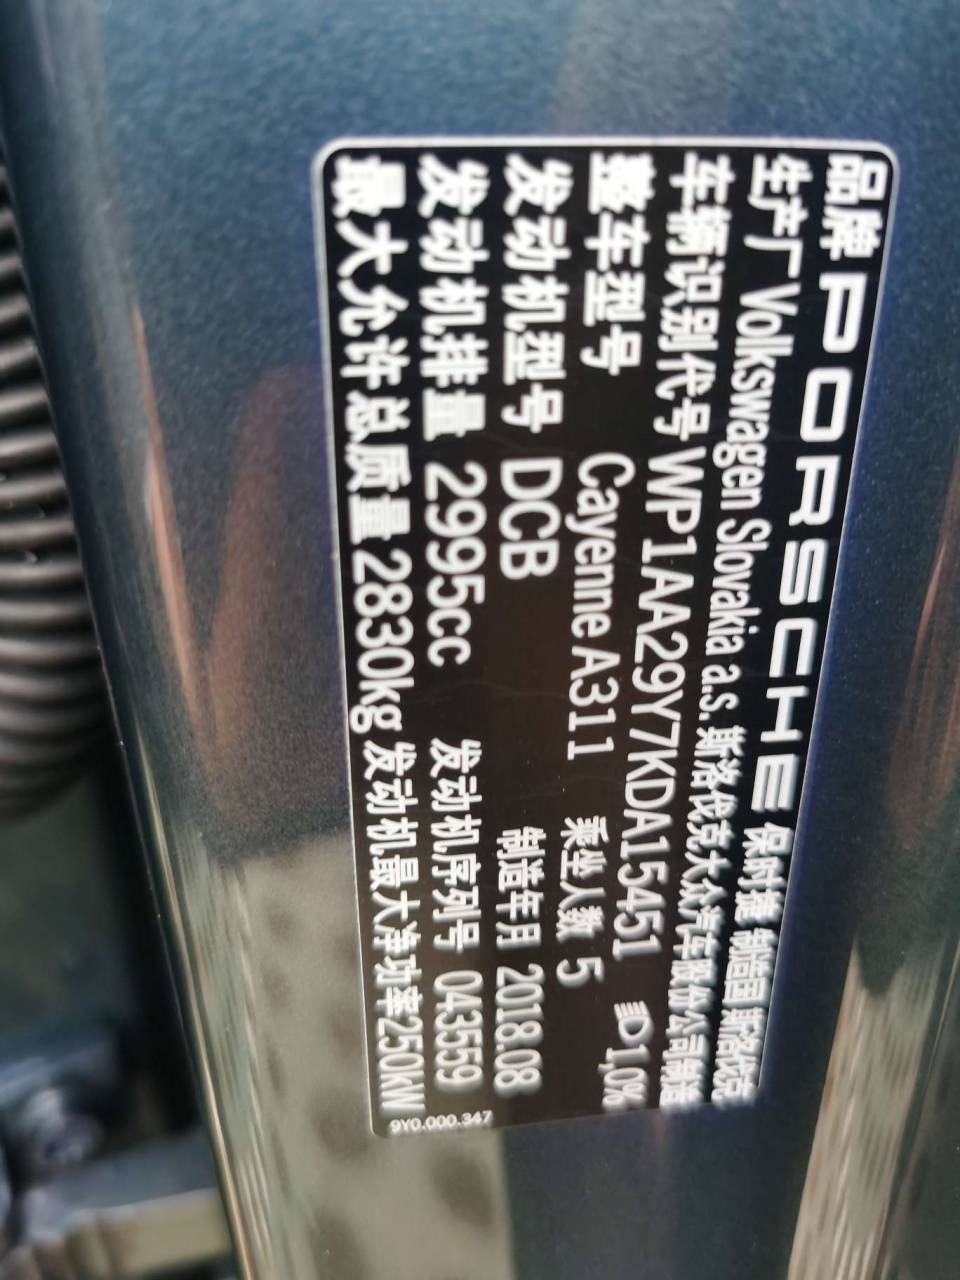 品牌 PORSCHE 保时捷 制造国 斯洛伐克
生产厂 Volkswagen Slovakia a.s. 斯洛伐克大众汽车股份公司制造
车辆识别代号 WP1AA29Y7KDA15451
整车型号 Cayenne A311 乘坐人数 5 1,0%
发动机型号 DCB 制造年月 2018.08
发动机排量 2995cc 发动机序列号 043559
最大允许总质量 2830kg 发动机最大净功率 250kW
9Y0.000.347